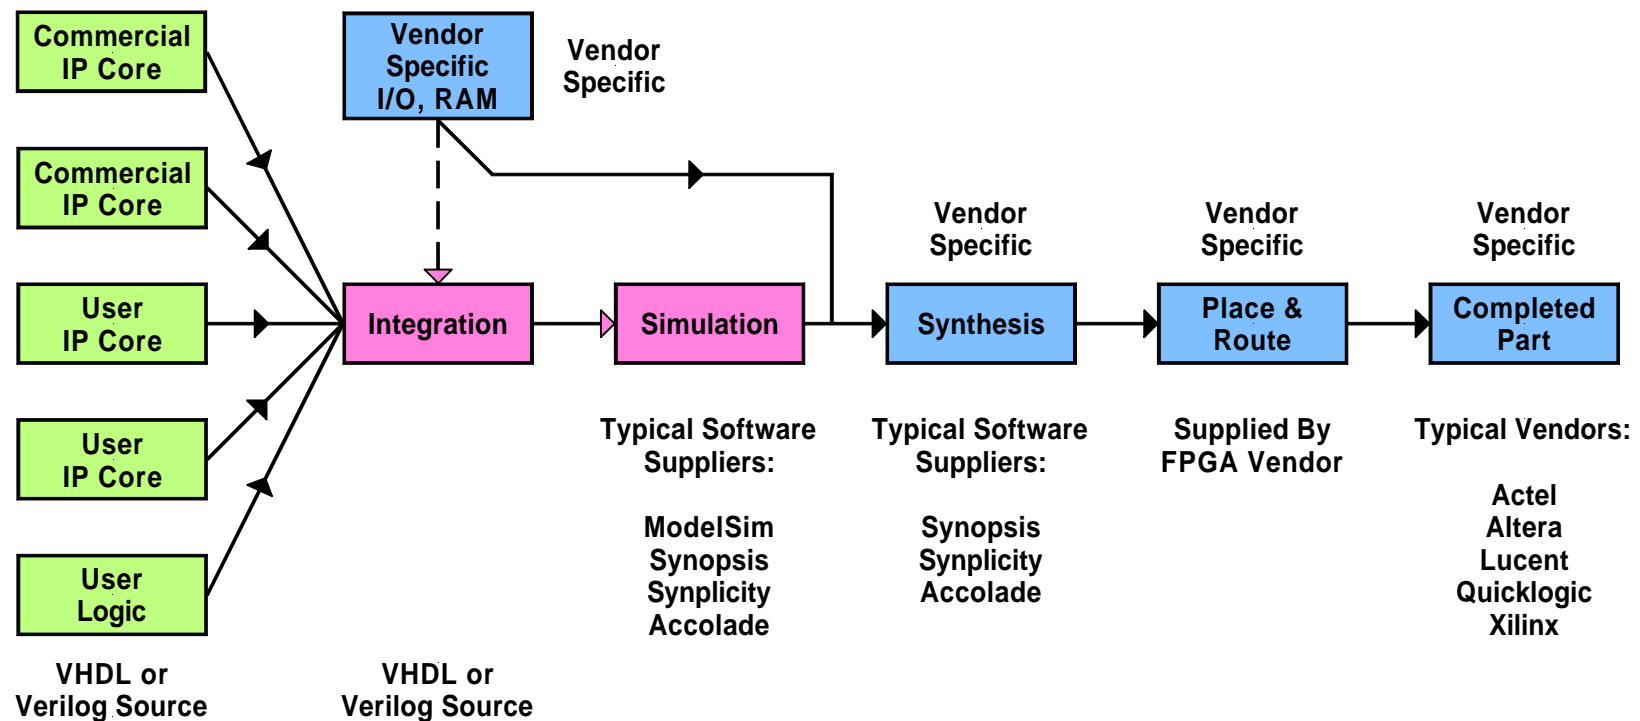 Commercial
IP Core
Vendor
Specific
I/O, RAM
Vendor
Specific
Commercial
IP Core
User
IP Core
Integration
Simulation
Vendor
Specific
Synthesis
Vendor
Specific
Place &
Route
Vendor
Specific
Completed
Part
User
IP Core
User
Logic
Typical Software
Suppliers:
ModelSim
Synopsis
Synplicity
Accolade
Typical Software
Suppliers:
Synopsis
Synplicity
Accolade
Supplied By
FPGA Vendor
Typical Vendors:
Actel
Altera
Lucent
Quicklogic
Xilinx
VHDL or
Verilog Source
VHDL or
Verilog Source